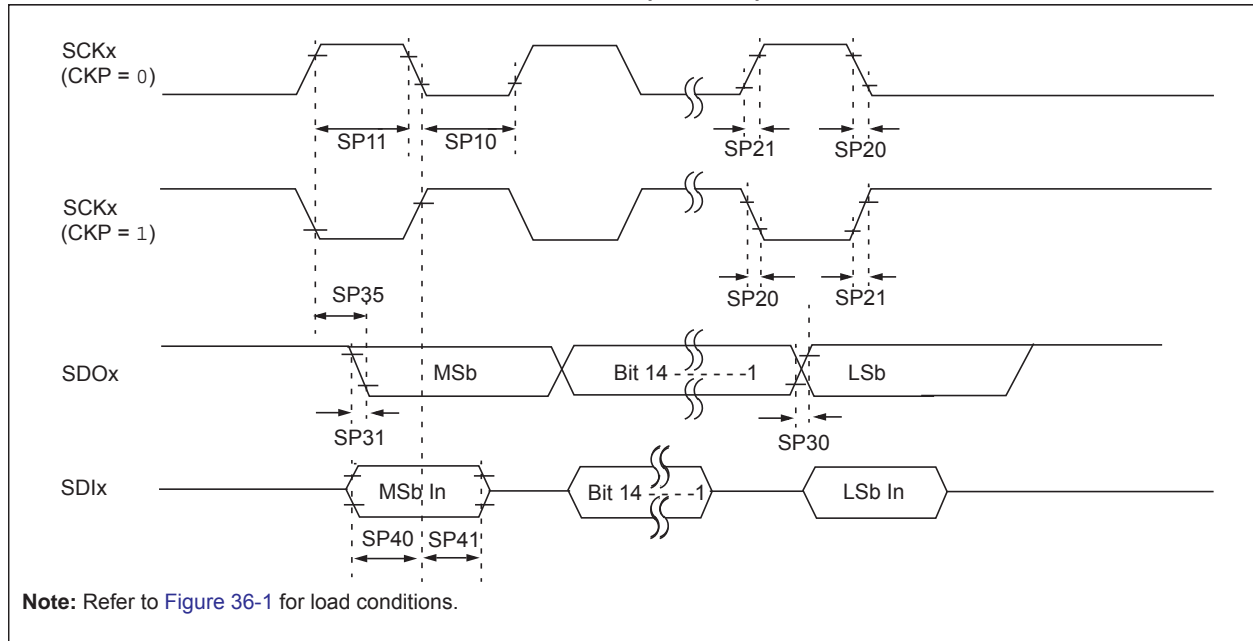 SCKx
(CKP = 0)
SP11
SP10
SP21
SP20
SCKx
(CKP = 1)
SP35
SP20
SP21
SDOx
MSb
Bit 14 - - - - - -1
LSb
SP31
SP30
SDIx
MSb In
Bit 14 - - - - -1
LSb In
SP40
SP41
Note: Refer to Figure 36-1 for load conditions.